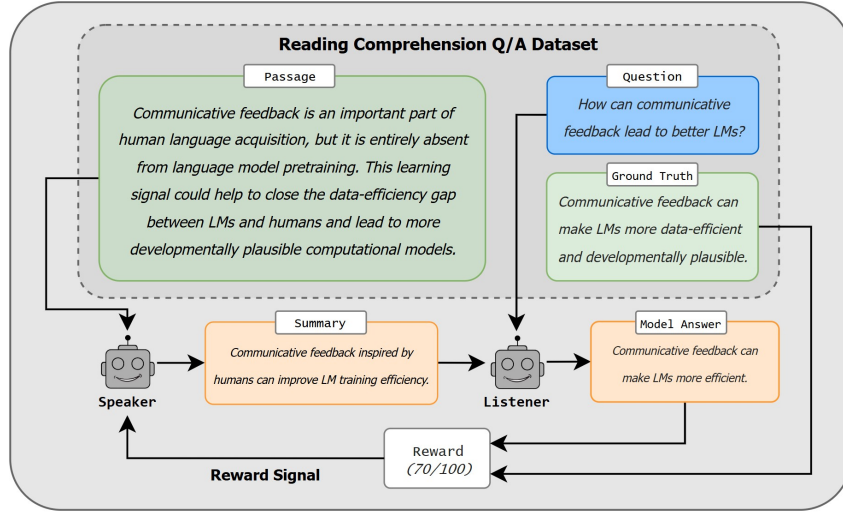 Reading Comprehension Q/A Dataset
Passage
Communicative feedback is an important part of
human language acquisition, but it is entirely absent
from language model pretraining. This learning
signal could help to close the data-efficiency gap
between LMs and humans and lead to more
developmentally plausible computational models.
Question
How can communicative
feedback lead to better LMs?
Ground Truth
Communicative feedback can
make LMs more data-efficient
and developmentally plausible.
Speaker
Summary
Communicative feedback inspired by
humans can improve LM training efficiency.
Listener
Model Answer
Communicative feedback can
make LMs more efficient.
Reward
(70/100)
Reward Signal